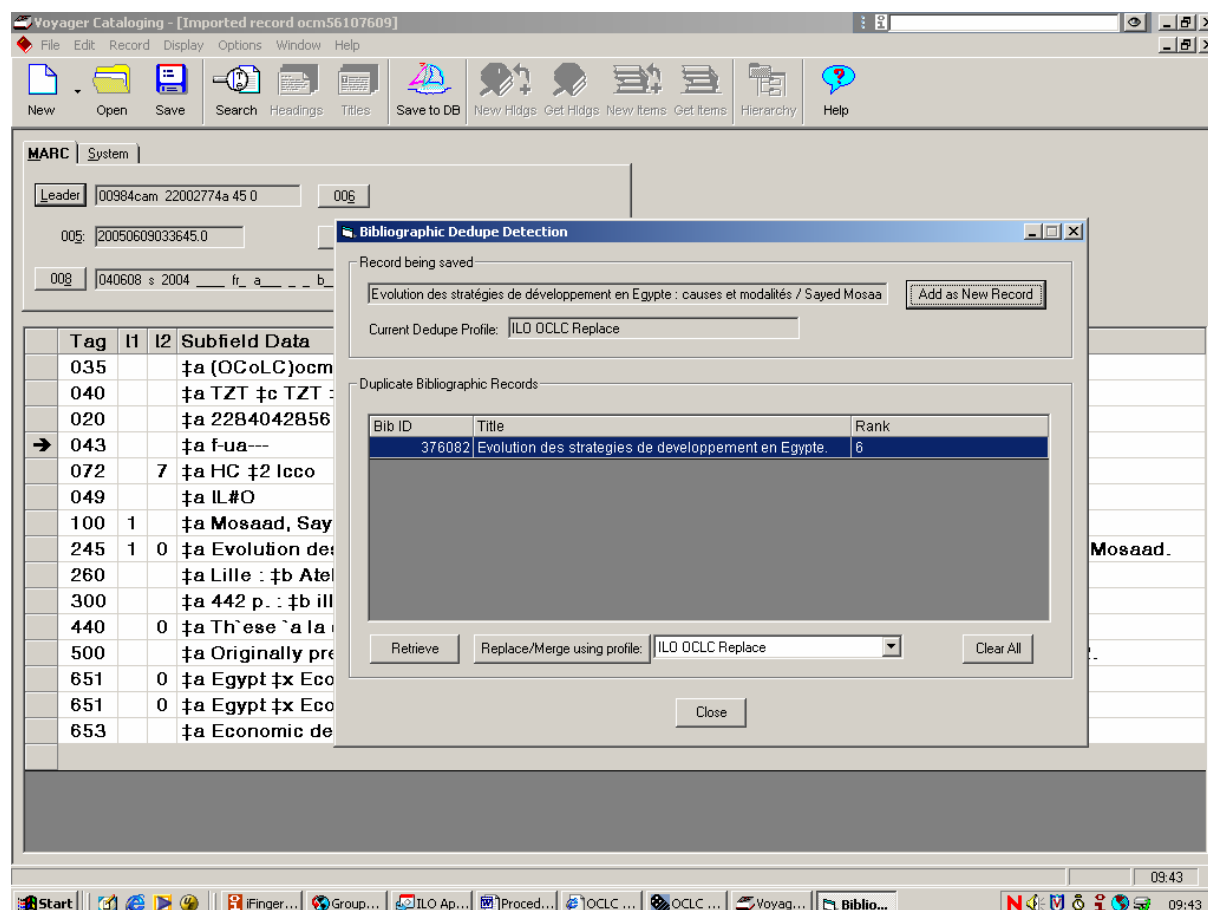 Voyager Cataloging - [Imported record ocm56107609]
File Edit Record Display Options Window Help
New Open Save Search Headings Titles Save to DB New Hldgs Get Hldgs New Items Get Items Hierarchy Help
MARC System
Leader 00984cam 22002774a 45 0 006
005: 20050609033645.0
008 040608 s 2004 ____ fr_ a___ _ _ b_
Bibliographic Dedupe Detection
Record being saved
Evolution des stratégies de développement en Egypte : causes et modalités / Sayed Mosaa Add as New Record
Current Dedupe Profile: ILO OCLC Replace
Duplicate Bibliographic Records
Bib ID Title Rank
376082 Evolution des strategies de developpement en Egypte. 6
Retrieve Replace/Merge using profile: ILO OCLC Replace Clear All
Close
Tag I1 I2 Subfield Data
035 ‡a (OCoLC)ocm
040 ‡a TZT ‡c TZT
020 ‡a 2284042856
043 ‡a f-ua---
072 7 ‡a HC ‡2 lcco
049 ‡a IL#O
100 1 ‡a Mosaad, Say
245 1 0 ‡a Evolution des Mosaad.
260 ‡a Lille : ‡b Atel
300 ‡a 442 p. : ‡b ill
440 0 ‡a Th`ese `a la
500 ‡a Originally pre
651 0 ‡a Egypt ‡x Eco
651 0 ‡a Egypt ‡x Eco
653 ‡a Economic de
09:43
Start iFinger... Group... ILO Ap... Proced... OCLC ... OCLC ... Voyag... Biblio... 09:43